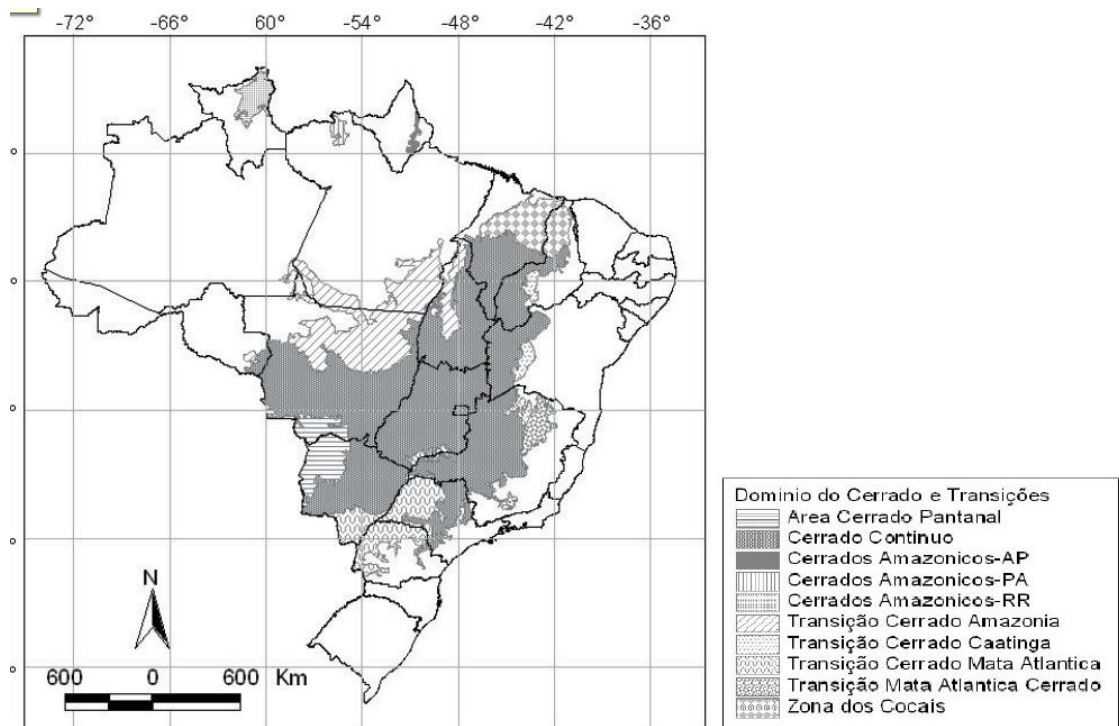 -72° -66° 60° -54° -48° -42° -36°
°
°
°
°
°
N
600 0 600 Km
Domínio do Cerrado e Transições
Area Cerrado Pantanal
Cerrado Continuo
Cerrados Amazonicos-AP
Cerrados Amazonicos-PA
Cerrados Amazonicos-RR
Transição Cerrado Amazonia
Transição Cerrado Caatinga
Transição Cerrado Mata Atlantica
Transição Mata Atlantica Cerrado
Zona dos Cocais